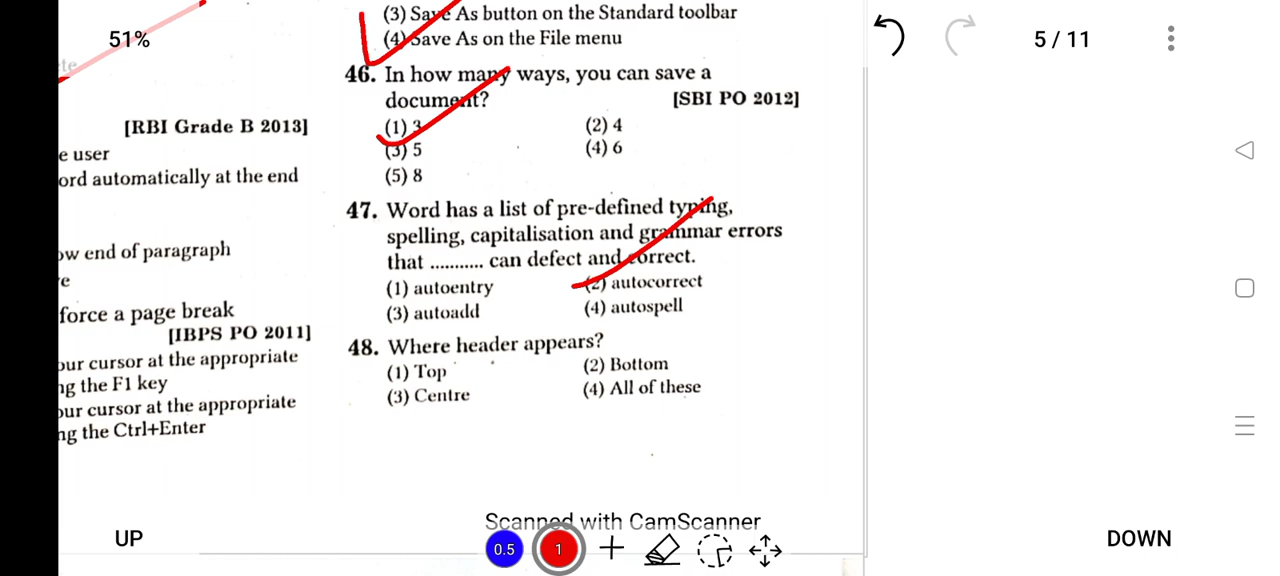 51%
5 / 11
te
[RBI Grade B 2013]
e user
ord automatically at the end
ow end of paragraph
e
force a page break
[IBPS PO 2011]
our cursor at the appropriate
ng the F1 key
our cursor at the appropriate
ng the Ctrl+Enter
(3) Save As button on the Standard toolbar
(4) Save As on the File menu
46. In how many ways, you can save a
document? [SBI PO 2012]
(1) 3 (2) 4
(3) 5 (4) 6
(5) 8
47. Word has a list of pre-defined typing,
spelling, capitalisation and grammar errors
that ........... can defect and correct.
(1) autoentry (2) autocorrect
(3) autoadd (4) autospell
48. Where header appears?
(1) Top (2) Bottom
(3) Centre (4) All of these
Scanned with CamScanner
UP
0.5
1
DOWN